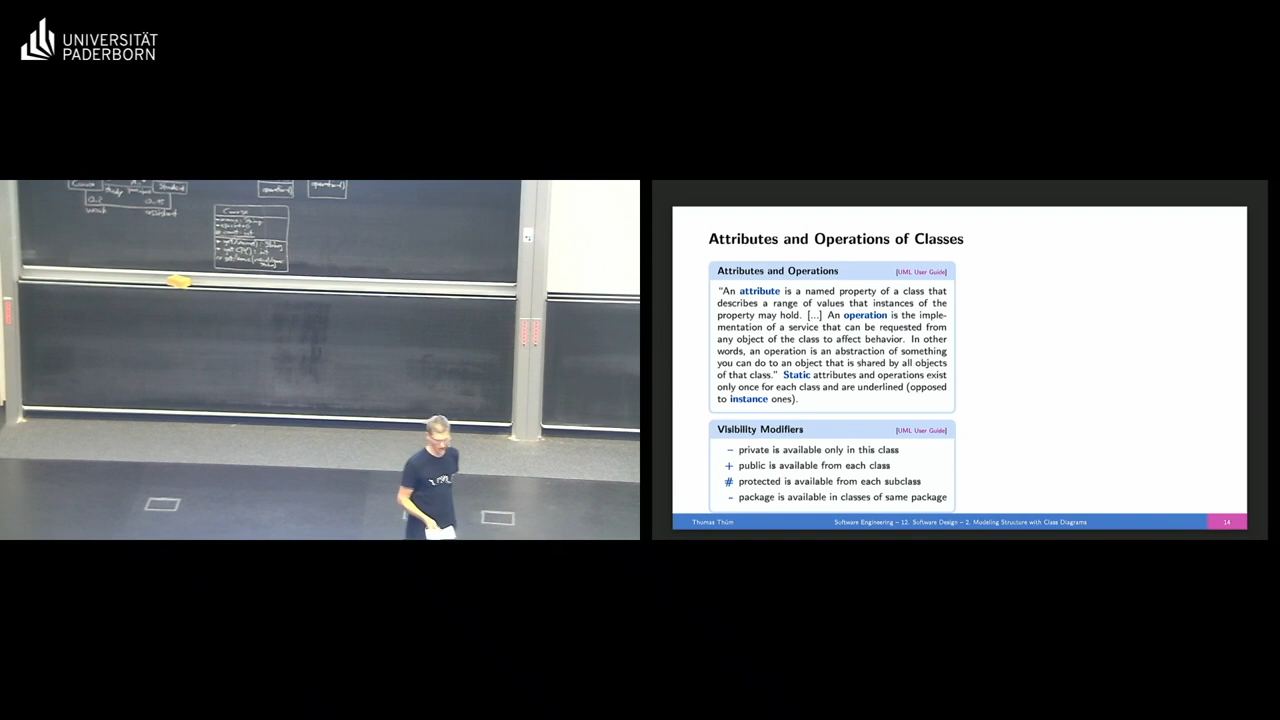 UNIVERSITÄT
PADERBORN
Course
Student
Attributes and Operations of Classes
Attributes and Operations [UML User Guide]
“An attribute is a named property of a class that
describes a range of values that instances of the
property may hold. [...] An operation is the imple-
mentation of a service that can be requested from
any object of the class to affect behavior. In other
words, an operation is an abstraction of something
you can do to an object that is shared by all objects
of that class.” Static attributes and operations exist
only once for each class and are underlined (opposed
to instance ones).
Visibility Modifiers [UML User Guide]
− private is available only in this class
+ public is available from each class
# protected is available from each subclass
~ package is available in classes of same package
Thomas Thüm Software Engineering – 12. Software Design – 2. Modeling Structure with Class Diagrams 14